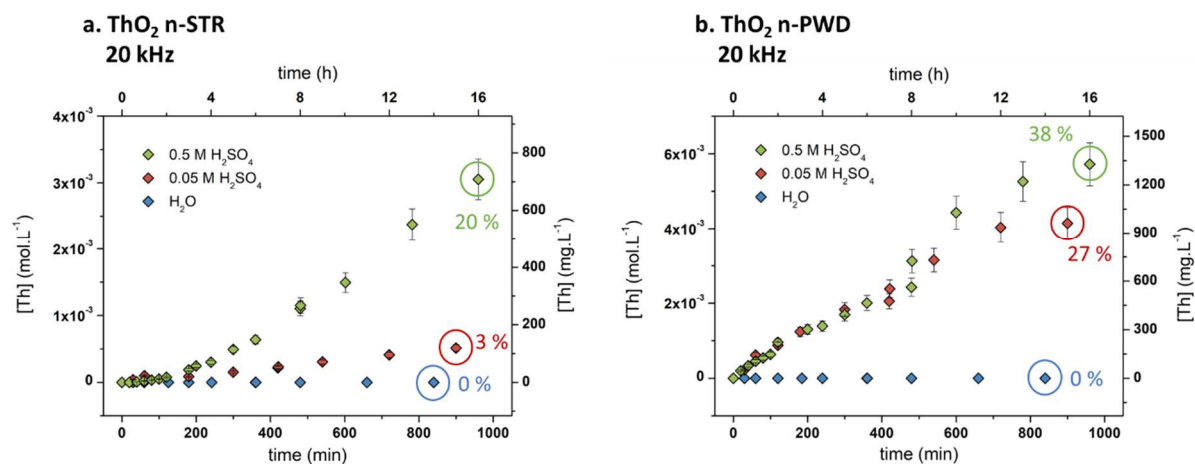 a. ThO₂ n-STR
20 kHz
time (h)
0 4 8 12 16
4x10⁻³
3x10⁻³
2x10⁻³
1x10⁻³
0
[Th] (mol.L⁻¹)
0.5 M H₂SO₄
0.05 M H₂SO₄
H₂O
20 %
3 %
0 %
800
600
400
200
0
[Th] (mg.L⁻¹)
0 200 400 600 800 1000
time (min)
b. ThO₂ n-PWD
20 kHz
time (h)
0 4 8 12 16
6x10⁻³
4x10⁻³
2x10⁻³
0
[Th] (mol.L⁻¹)
0.5 M H₂SO₄
0.05 M H₂SO₄
H₂O
38 %
27 %
0 %
1500
1200
900
600
300
0
[Th] (mg.L⁻¹)
0 200 400 600 800 1000
time (min)